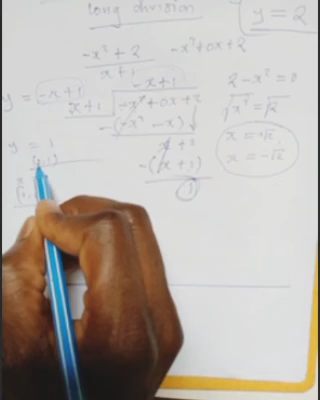 long division
y = 2
-x² + 2
x + 1
-x² + 0x + 2
-x + 1
y = -x + 1
x + 1
-x² + 0x + 2
-(-x² - x)
x + 2
-(x + 1)
1
2 - x² = 0
√x² = √2
x = √2
x = -√2
y = 1